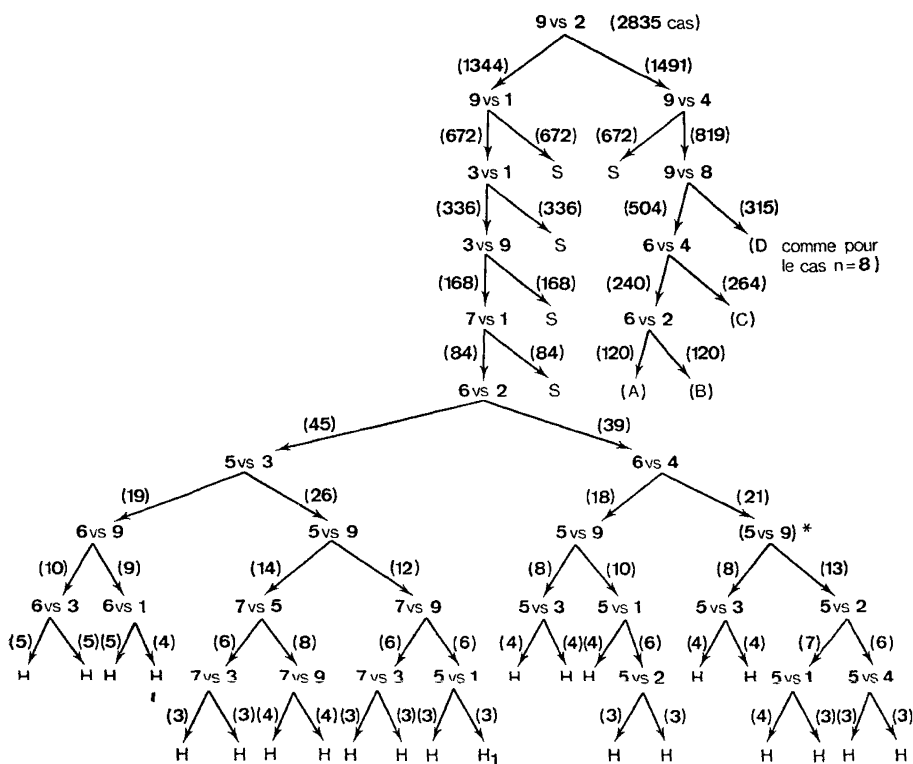 9 vs 2 (2835 cas)
(1344) (1491)
9 vs 1 9 vs 4
(672) (672) (672) (819)
3 vs 1 S S 9 vs 8
(336) (336) (504) (315)
3 vs 9 S 6 vs 4 (D comme pour
le cas n=8)
(168) (168) (240) (264)
7 vs 1 S 6 vs 2 (C)
(84) (84) (120) (120)
6 vs 2 S (A) (B)
(45) (39)
5 vs 3 6 vs 4
(19) (26) (18) (21)
6 vs 9 5 vs 9 5 vs 9 (5 vs 9) *
(10) (9) (14) (12) (8) (10) (8) (13)
6 vs 3 6 vs 1 7 vs 5 7 vs 9 5 vs 3 5 vs 1 5 vs 3 5 vs 2
(5) (5) (5) (4) (6) (8) (6) (6) (4) (4) (4) (6) (4) (4) (7) (6)
H H H H 7 vs 3 7 vs 9 7 vs 3 5 vs 1 H H H 5 vs 2 H H 5 vs 1 5 vs 4
(3) (3) (4) (4) (3) (3) (3) (3) (3) (3) (4) (3) (3) (3)
H H H H H H H H1 H H H H H H